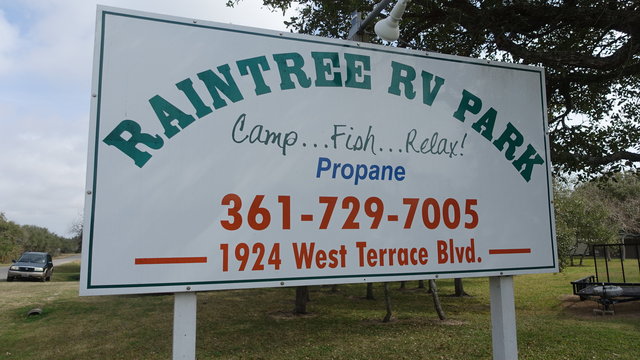 RAINTREE RV PARK
Camp...Fish...Relax!
Propane
361-729-7005
1924 West Terrace Blvd.